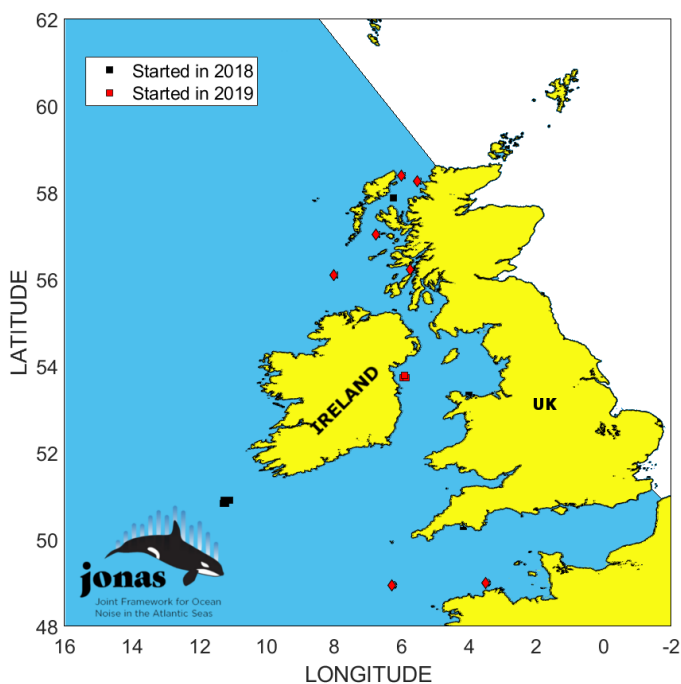 62
60
58
56
54
52
50
48
LATITUDE
Started in 2018
Started in 2019
IRELAND
UK
jonas
Joint Framework for Ocean
Noise in the Atlantic Seas
16 14 12 10 8 6 4 2 0 -2
LONGITUDE